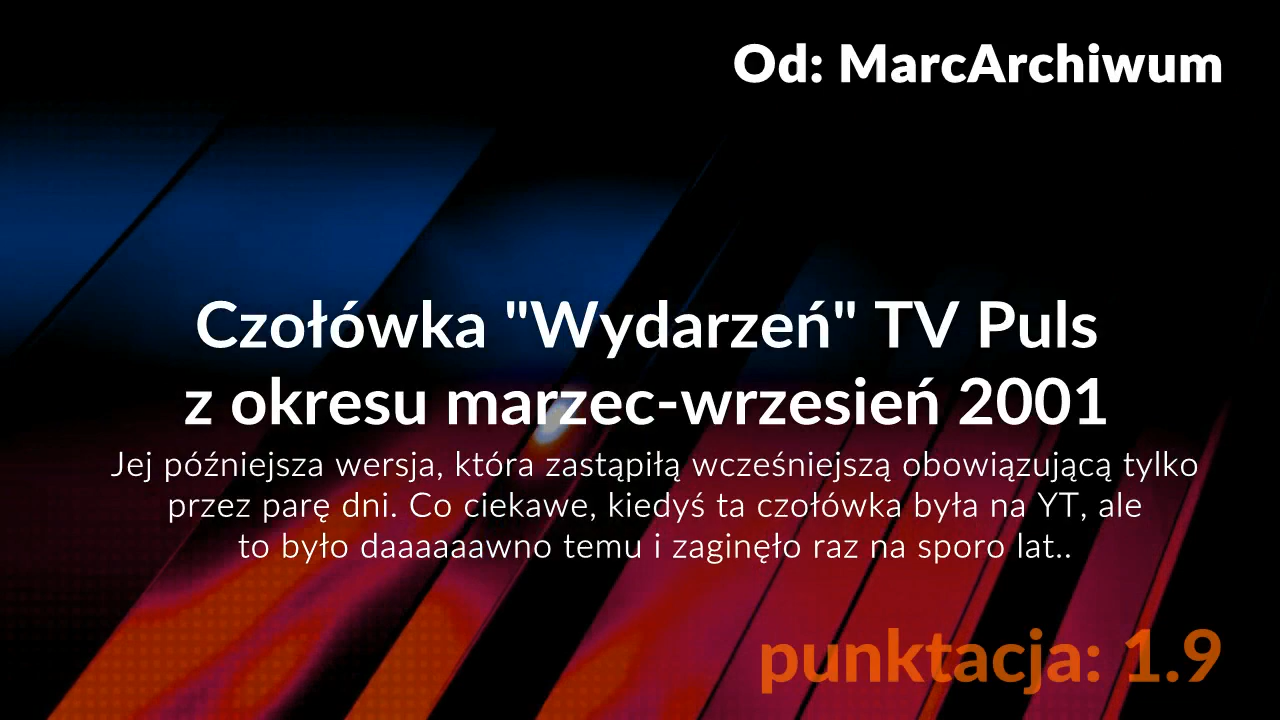 Od: MarcArchiwum
Czołówka "Wydarzeń" TV Puls
z okresu marzec-wrzesień 2001
Jej późniejsza wersja, która zastąpiłą wcześniejszą obowiązującą tylko
przez parę dni. Co ciekawe, kiedyś ta czołówka była na YT, ale
to było daaaaaawno temu i zaginęło raz na sporo lat..
punktacja: 1.9